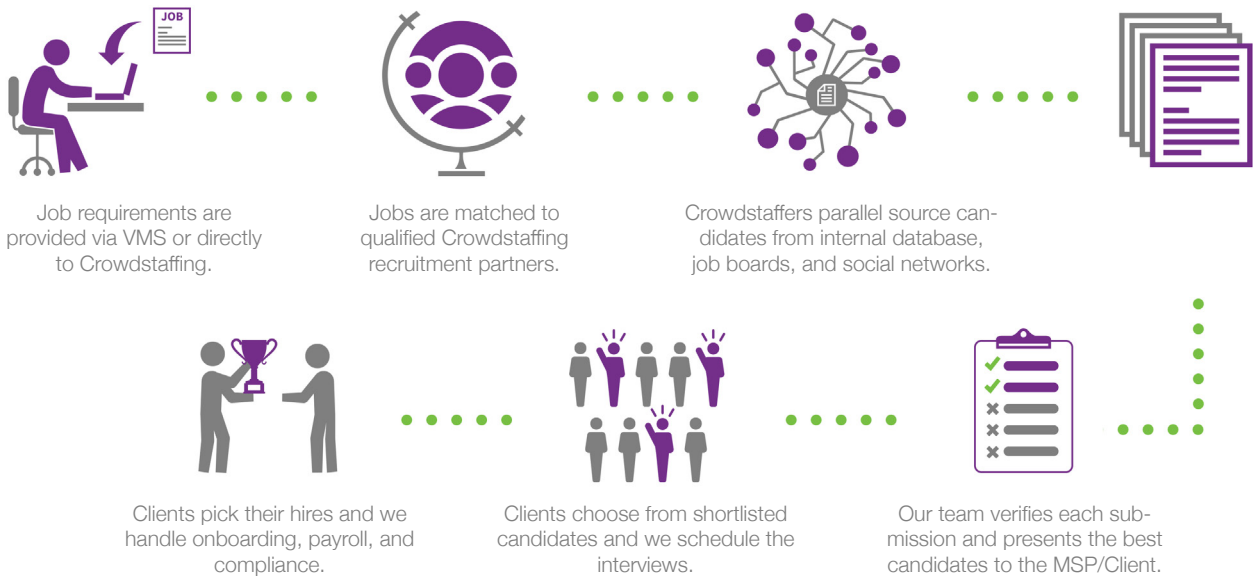 JOB
Job requirements are
provided via VMS or directly
to Crowdstaffing.
Jobs are matched to
qualified Crowdstaffing
recruitment partners.
Crowdstaffers parallel source can-
didates from internal database,
job boards, and social networks.
Our team verifies each sub-
mission and presents the best
candidates to the MSP/Client.
Clients choose from shortlisted
candidates and we schedule the
interviews.
Clients pick their hires and we
handle onboarding, payroll, and
compliance.